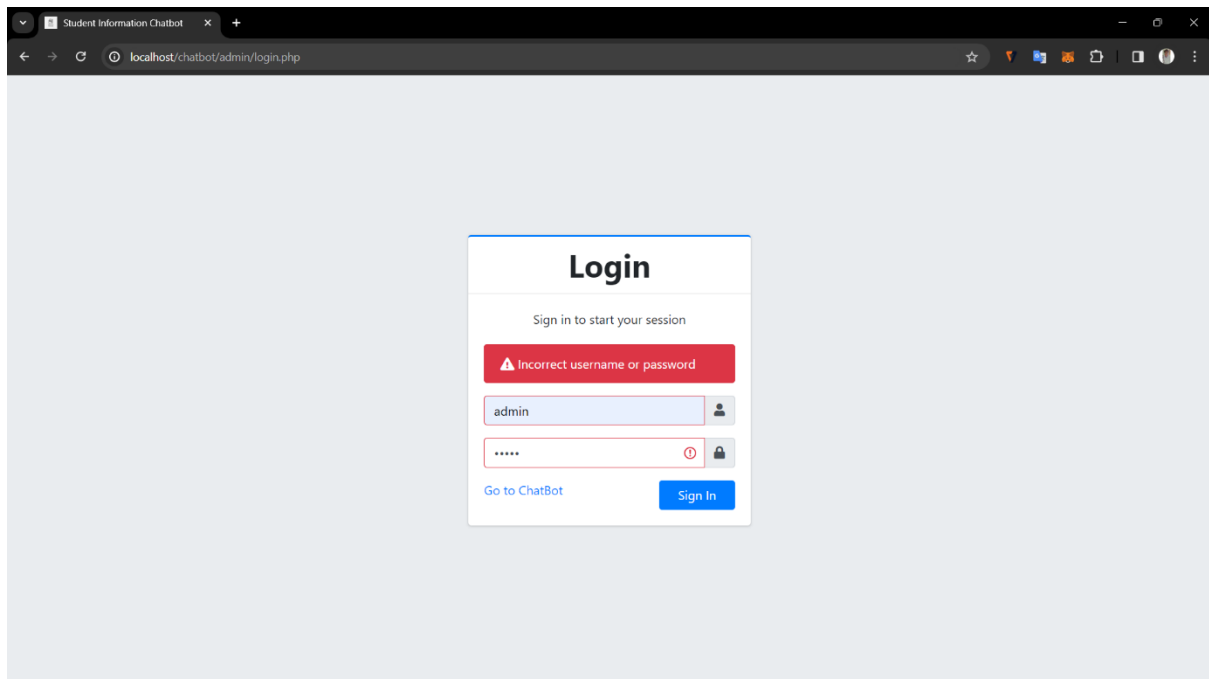 Student Information Chatbot
localhost/chatbot/admin/login.php
Login
Sign in to start your session
Incorrect username or password
admin
•••••
Go to ChatBot
Sign In